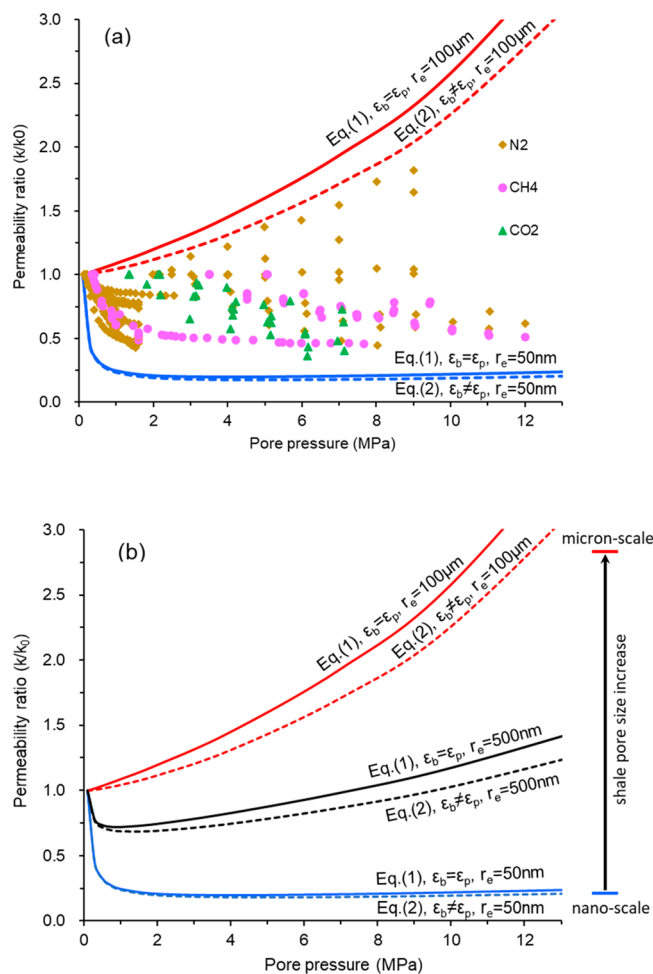 (a)
3.0
2.5
2.0
1.5
1.0
0.5
0.0
Permeability ratio (k/k0)
Eq.(1), εb=εp, re=100μm
Eq.(2), εb≠εp, re=100μm
N2
CH4
CO2
Eq.(1), εb=εp, re=50nm
Eq.(2), εb≠εp, re=50nm
0 2 4 6 8 10 12
Pore pressure (MPa)
(b)
3.0
2.5
2.0
1.5
1.0
0.5
0.0
Permeability ratio (k/k0)
Eq.(1), εb=εp, re=100μm
Eq.(2), εb≠εp, re=100μm
Eq.(1), εb=εp, re=500nm
Eq.(2), εb≠εp, re=500nm
Eq.(1), εb=εp, re=50nm
Eq.(2), εb≠εp, re=50nm
0 2 4 6 8 10 12
Pore pressure (MPa)
micron-scale
shale pore size increase
nano-scale